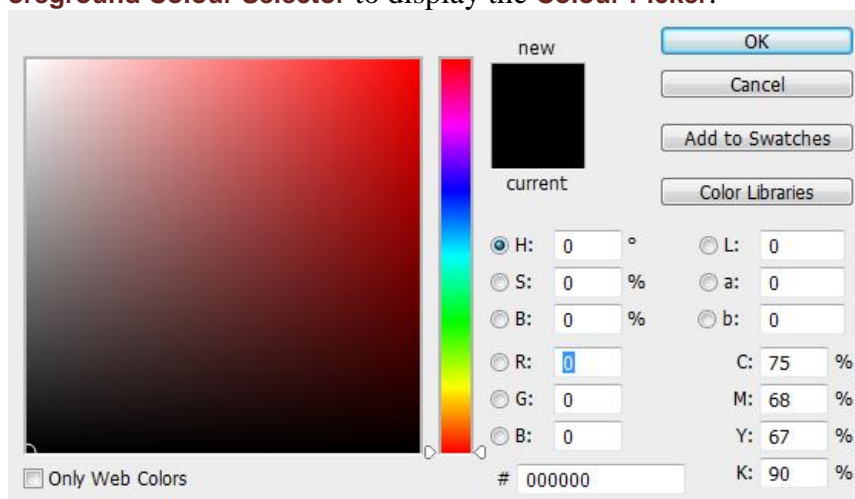 oreground Colour Selector to display the Colour Picker.
new
OK
Cancel
Add to Swatches
current
Color Libraries
H: 0 °
L: 0
S: 0 %
a: 0
B: 0 %
b: 0
R: 0
C: 75 %
G: 0
M: 68 %
B: 0
Y: 67 %
Only Web Colors
# 000000
K: 90 %